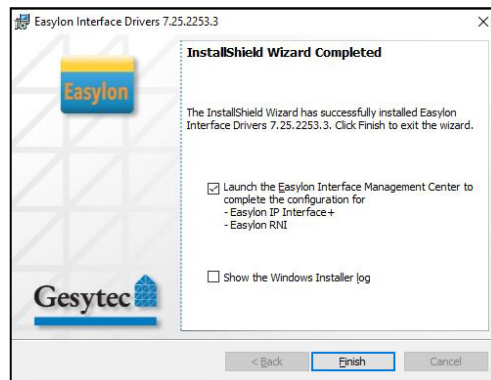 Easylon Interface Drivers 7.25.2253.3
InstallShield Wizard Completed
Easylon
The InstallShield Wizard has successfully installed Easylon
Interface Drivers 7.25.2253.3. Click Finish to exit the wizard.
Launch the Easylon Interface Management Center to
complete the configuration for
- Easylon IP Interface+
- Easylon RNI
Show the Windows Installer log
Gesytec
< Back
Finish
Cancel